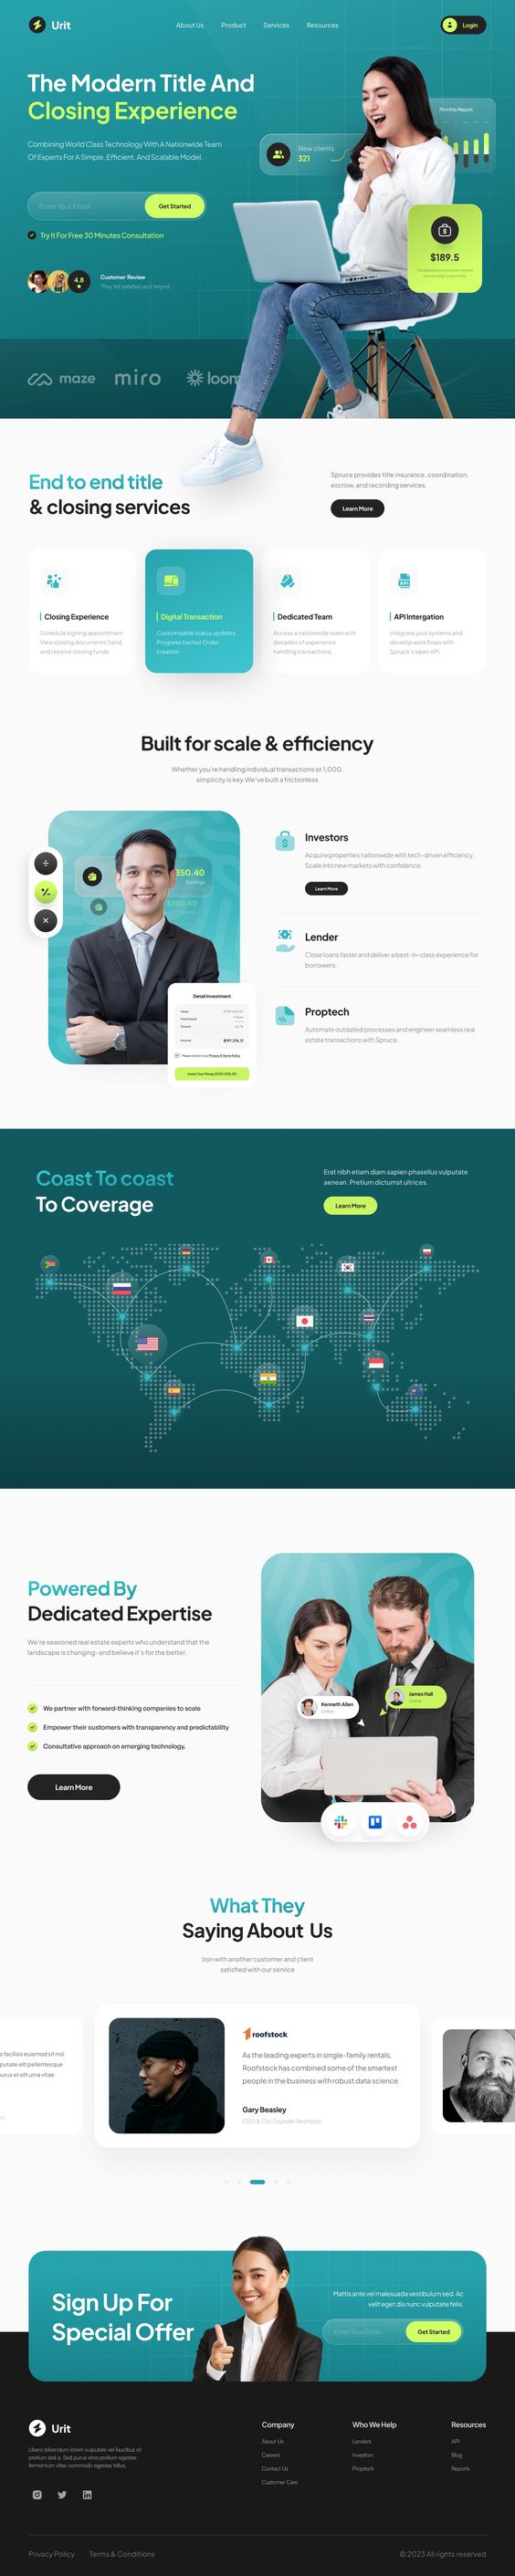 Urit
About Us
Product
Services
Resources
Login
The Modern Title And
Closing Experience
Combining World Class Technology With A Nationwide Team
Of Experts For A Simple, Efficient, And Scalable Model.
Enter Your Email
Get Started
Try It For Free 30 Minutes Consultation
4.8
Customer Review
They felt satisfied and helped
New clients
321
Monthly Report
$189.5
maze
miro
loom
End to end title
& closing services
Spruce provides title insurance, coordination,
escrow, and recording services.
Learn More
Closing Experience
Schedule signing appointment
View closing documents Send
and receive closing funds
Digital Transaction
Customizable status updates
Progress tracker Order
creation
Dedicated Team
Access a nationwide team with
decades of experience
handling transactions.
API Intergation
integrate your systems and
develop workflows with
Spruce's open API.
Built for scale & efficiency
Whether you're handling individual transactions or 1,000,
simplicity is key. We've built a frictionless
350.40
Earnings
$350.40
Detail Investment
Investors
Acquire properties nationwide with tech-driven efficiency.
Scale into new markets with confidence.
Learn More
Lender
Close loans faster and deliver a best-in-class experience for
borrowers.
Proptech
Automate outdated processes and engineer seamless real
estate transactions with Spruce.
Coast To coast
To Coverage
Erat nibh etiam diam sapien phasellus vulputate
aenean. Pretium dictumst ultrices.
Learn More
Powered By
Dedicated Expertise
We're seasoned real estate experts who understand that the
landscape is changing-and believe it's for the better.
We partner with forward-thinking companies to scale
Empower their customers with transparency and predictability
Consultative approach on emerging technology.
Learn More
Kenneth Allen
Online
James Hall
Online
What They
Saying About Us
Join with another customer and client
satisfied with our service
s facilisis euismod sit nisl.
putate elit pellentesque
urus et elit urna vitae
roofstock
As the leading experts in single-family rentals,
Roofstock has combined some of the smartest
people in the business with robust data science
Gary Beasley
CEO & Co-Founder Roofstoc
Sign Up For
Special Offer
Mattis ante vel malesuada vestibulum sed. Ac
velit eget dis nunc vulputate felis.
Enter Your Email
Get Started
Urit
Libero bibendum volutpat vel faucibus sit
pretium sed a. Sed purus eros pretium egestas
fermentum vitae commodo egestas tellus.
Company
About Us
Careers
Contact Us
Customer Care
Who We Help
Lenders
Investors
Proptech
Resources
API
Blog
Reports
Privacy Policy
Terms & Conditions
© 2023 All rights reserved